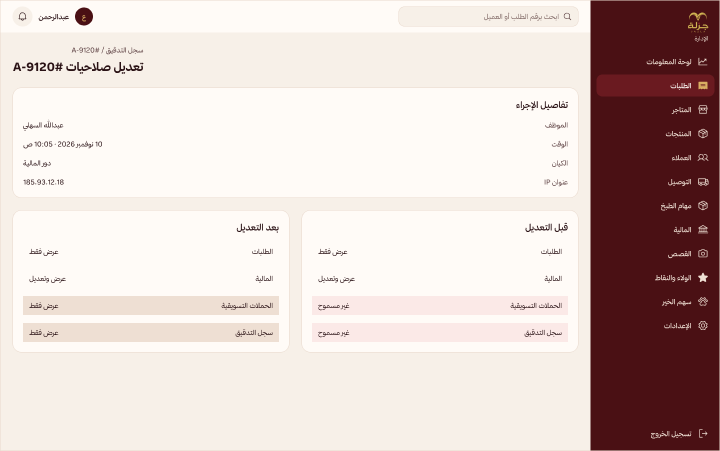 جزلة
الإدارة
لوحة المعلومات
الطلبات
المتاجر
المنتجات
العملاء
التوصيل
مهام الطبخ
المالية
القصص
الولاء والنقاط
سهم الخير
الإعدادات
تسجيل الخروج
ابحث برقم الطلب أو العميل
ع
عبدالرحمن
سجل التدقيق / #A-9120
تعديل صلاحيات #A-9120
تفاصيل الإجراء
الموظف عبدالله السهلي
الوقت 10 نوفمبر 2026 · 10:05 ص
الكيان دور المالية
عنوان IP 185.93.12.18
قبل التعديل
الطلبات عرض فقط
المالية عرض وتعديل
الحملات التسويقية غير مسموح
سجل التدقيق غير مسموح
بعد التعديل
الطلبات عرض فقط
المالية عرض وتعديل
الحملات التسويقية عرض فقط
سجل التدقيق عرض فقط